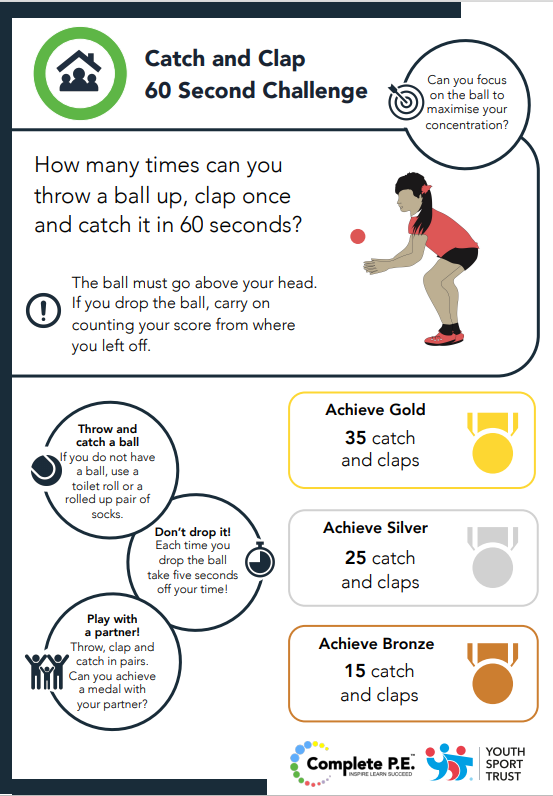 Catch and Clap
60 Second Challenge
Can you focus
on the ball to
maximise your
concentration?
How many times can you
throw a ball up, clap once
and catch it in 60 seconds?
!
The ball must go above your head.
If you drop the ball, carry on
counting your score from where
you left off.
Throw and
catch a ball
If you do not have
a ball, use a
toilet roll or a
rolled up pair of
socks.
Don't drop it!
Each time you
drop the ball
take five seconds
off your time!
Play with
a partner!
Throw, clap and
catch in pairs.
Can you achieve
a medal with
your partner?
Achieve Gold
35 catch
and claps
Achieve Silver
25 catch
and claps
Achieve Bronze
15 catch
and claps
Complete P.E.™
INSPIRE LEARN SUCCEED
YOUTH
SPORT
TRUST